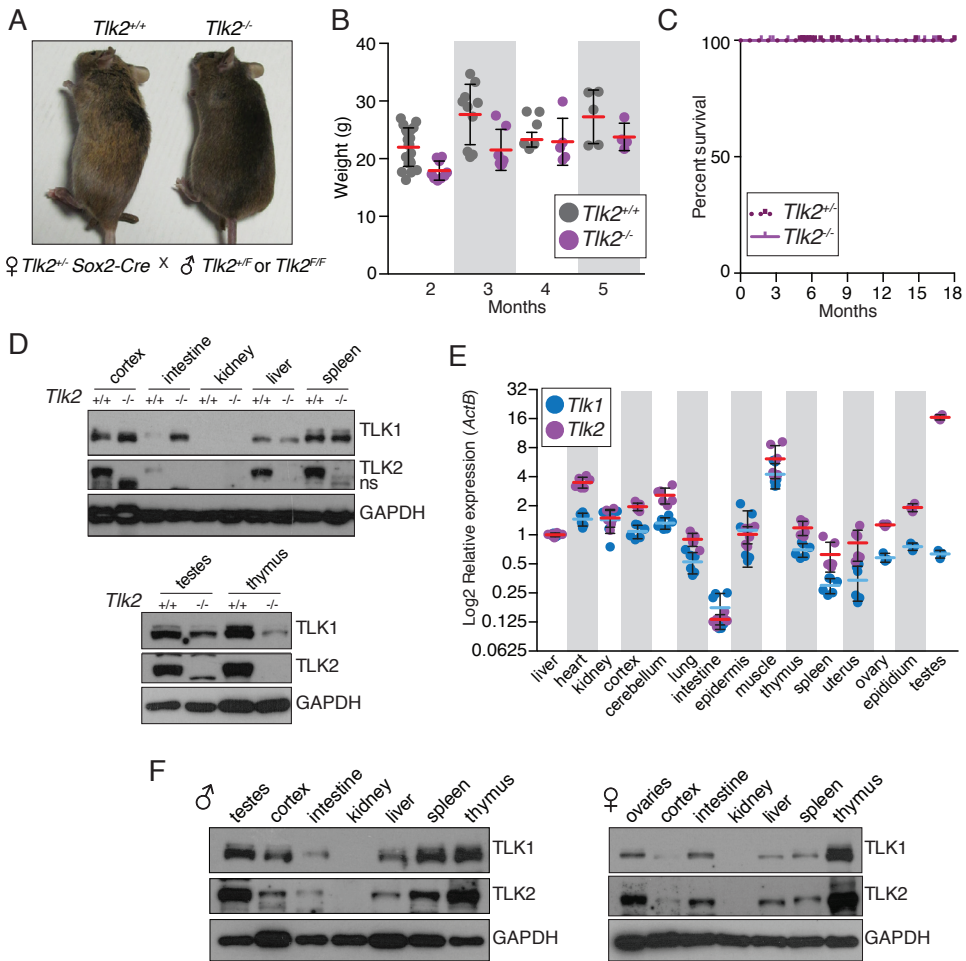 A
Tlk2+/+ Tlk2-/-
♀ Tlk2+/- Sox2-Cre X ♂ Tlk2+/F or Tlk2F/F
B
Weight (g)
40
30
20
10
0
2 3 4 5
Months
Tlk2+/+
Tlk2-/-
C
Percent survival
100
50
0
0 3 6 9 12 15 18
Months
Tlk2+/-
Tlk2-/-
D
cortex intestine kidney liver spleen
Tlk2 +/+ -/- +/+ -/- +/+ -/- +/+ -/- +/+ -/-
TLK1
TLK2
ns
GAPDH
testes thymus
Tlk2 +/+ -/- +/+ -/-
TLK1
TLK2
GAPDH
E
Log2 Relative expression (ActB)
32
16
8
4
2
1
0.5
0.25
0.125
0.0625
Tlk1
Tlk2
liver heart kidney cortex cerebellum lung intestine epidermis muscle thymus spleen uterus ovary epididium testes
F
♂ testes cortex intestine kidney liver spleen thymus
TLK1
TLK2
GAPDH
♀ ovaries cortex intestine kidney liver spleen thymus
TLK1
TLK2
GAPDH